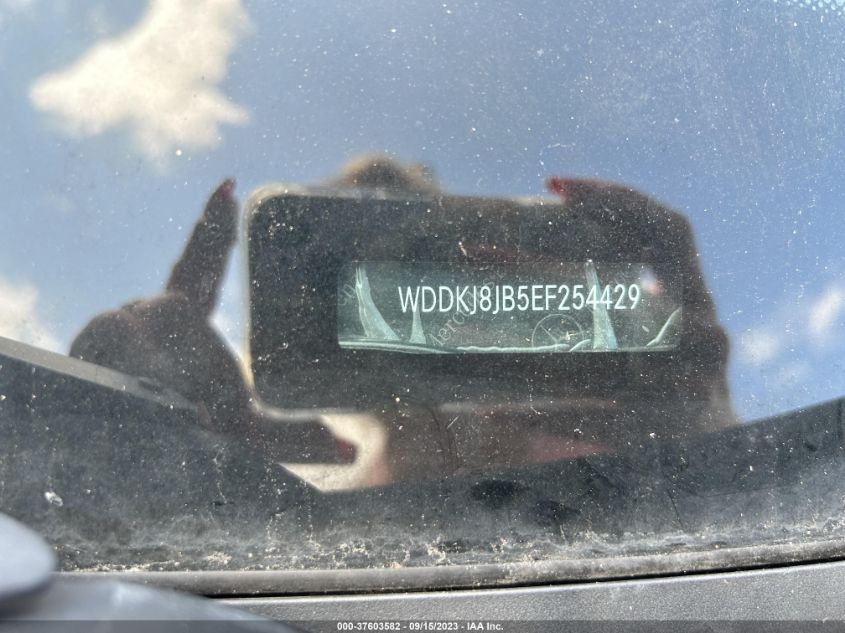 WDDKJ8JB5EF254429
000-37603582 - 09/15/2023 - IAA Inc.